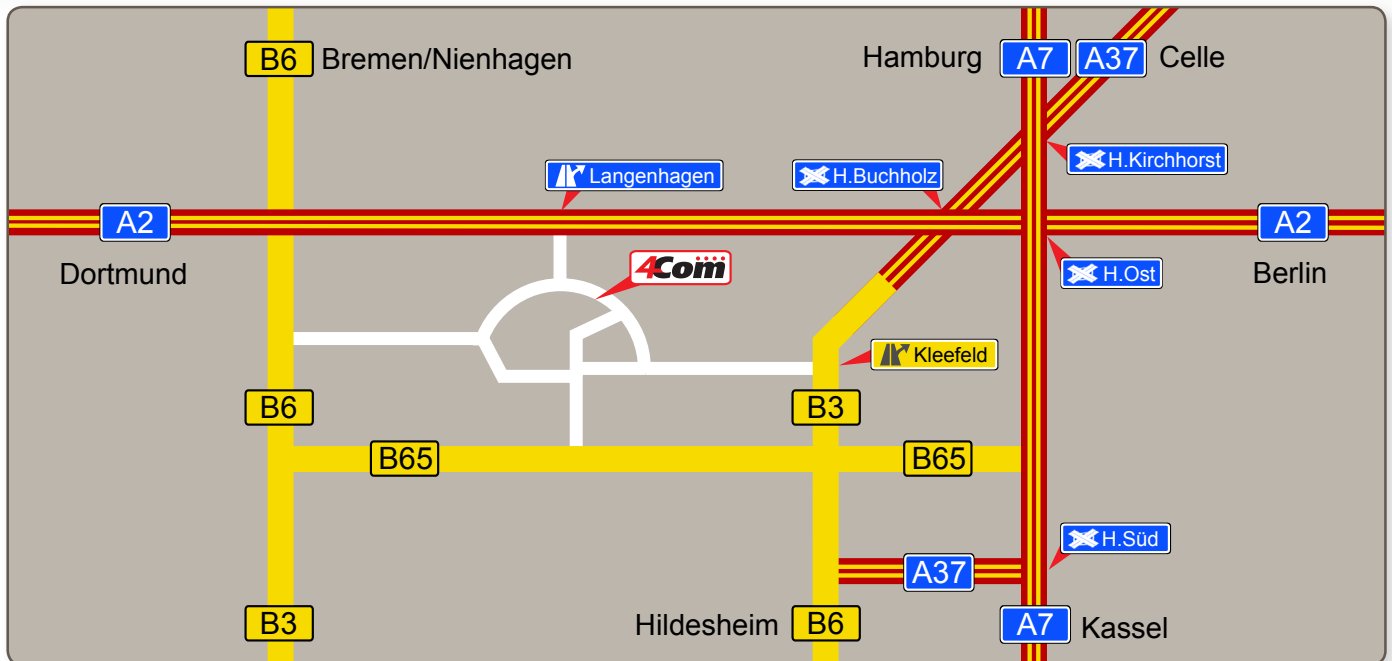 B6 Bremen/Nienhagen
Hamburg A7 A37 Celle
Langenhagen
H.Buchholz
H.Kirchhorst
A2
A2
Dortmund
4Com
H.Ost
Berlin
Kleefeld
B6
B3
B65
B65
H.Süd
A37
B3
Hildesheim B6
A7 Kassel